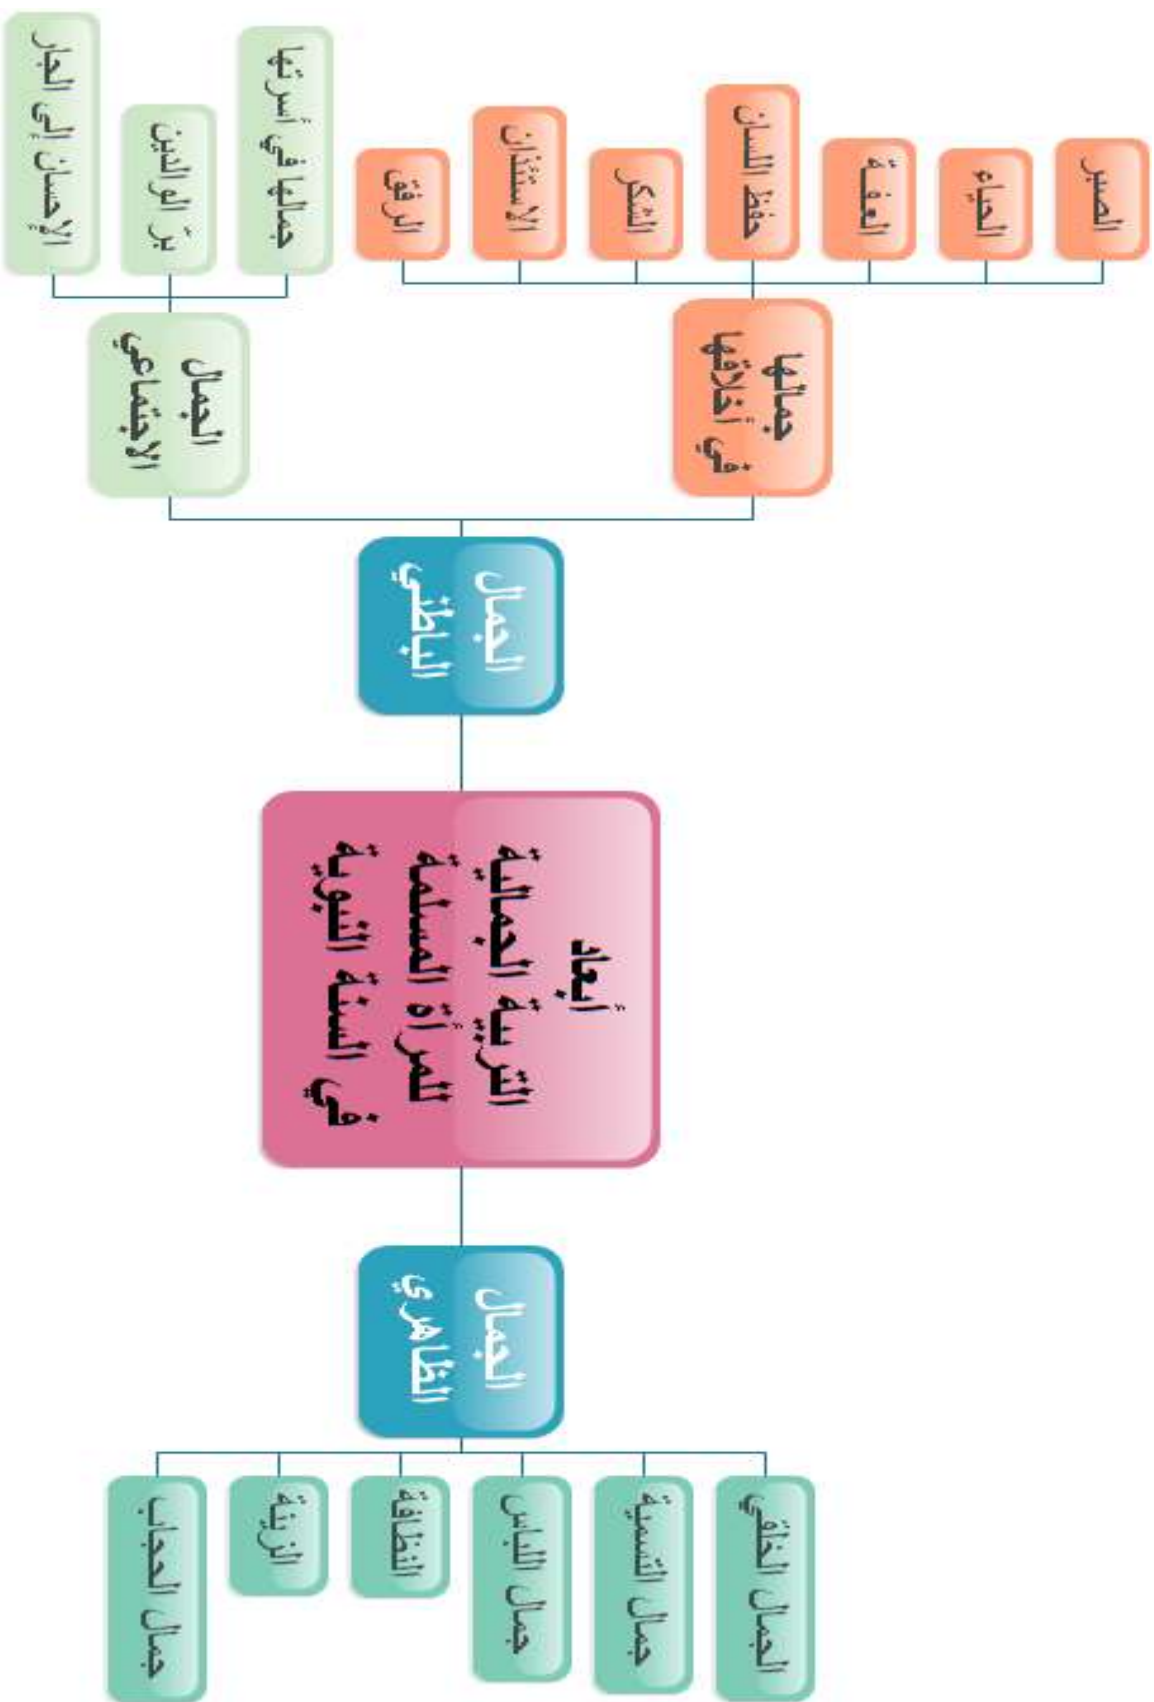 أبعاد
التربية الجمالية
للمرأة المسلمة
في السنة النبوية
الجمال
الظاهري
الجمال الخلقي
جمال التسمية
جمال اللباس
النظافة
الزينة
جمال الحجاب
الجمال
الباطني
جمالها
في أخلاقها
الصبر
الحياء
العفة
حفظ اللسان
الشكر
الاستئذان
الرفق
الجمال
الاجتماعي
جمالها في أسرتها
برّ الوالدين
الإحسان إلى الجار